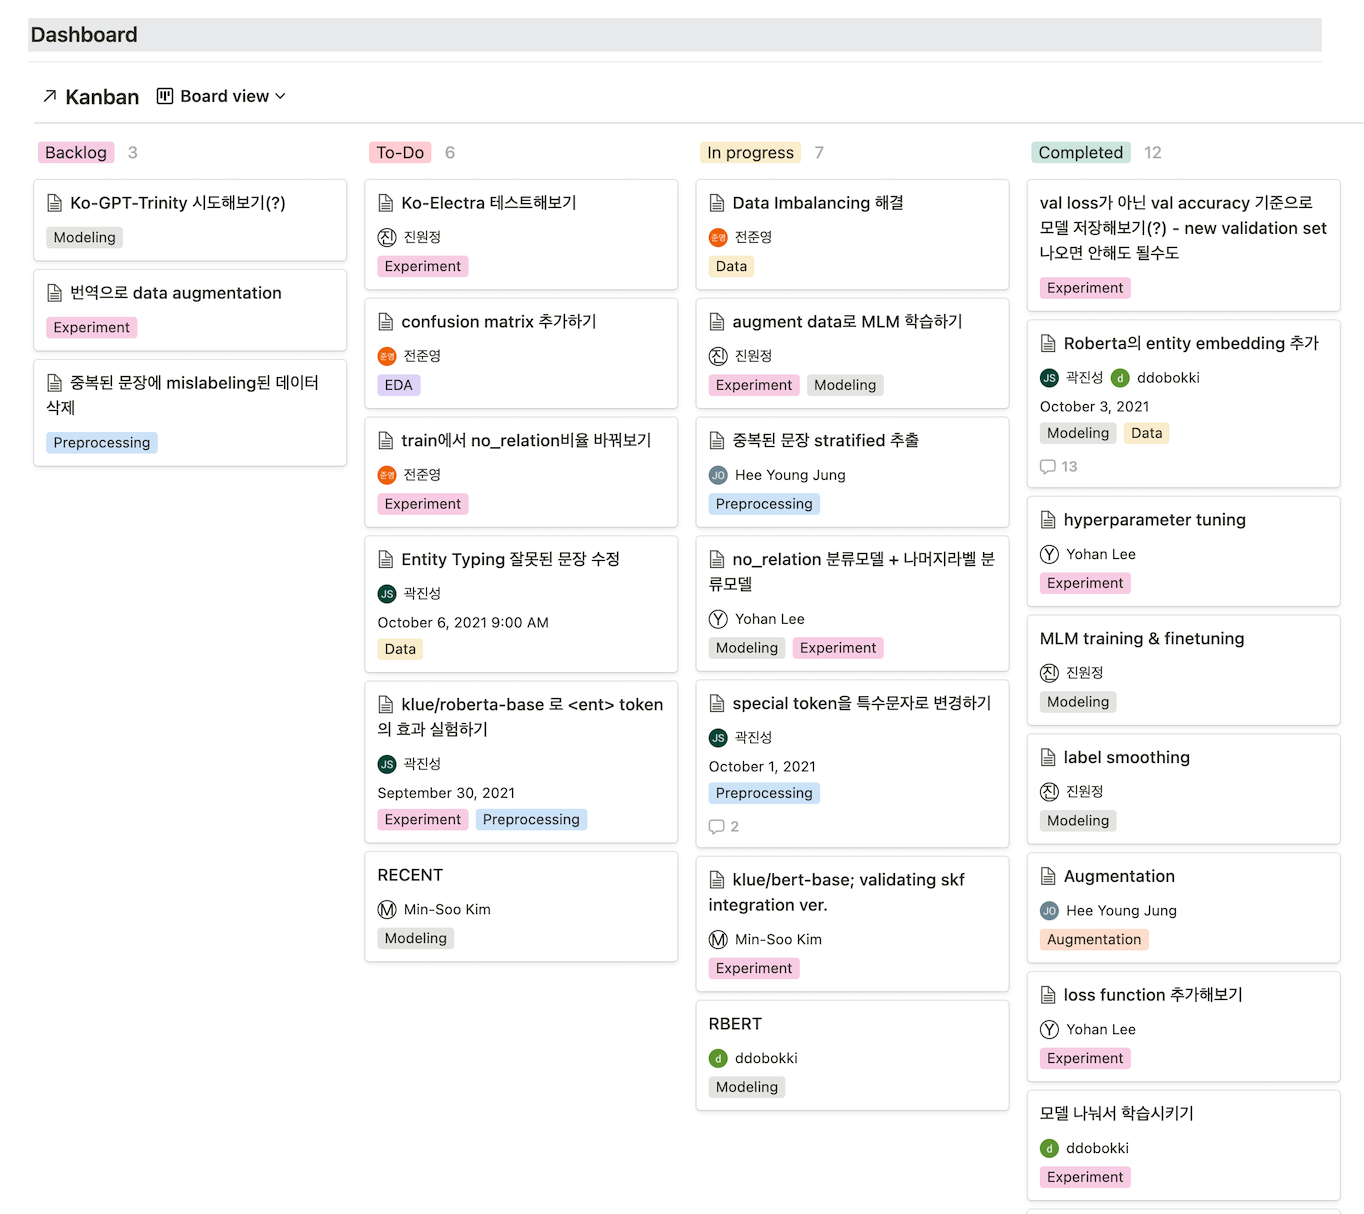 Dashboard
Kanban Board view
Backlog 3
Ko-GPT-Trinity 시도해보기(?)
Modeling
번역으로 data augmentation
Experiment
중복된 문장에 mislabeling된 데이터
삭제
Preprocessing
To-Do 6
Ko-Electra 테스트해보기
진 진원정
Experiment
confusion matrix 추가하기
준영 전준영
EDA
train에서 no_relation비율 바꿔보기
준영 전준영
Experiment
Entity Typing 잘못된 문장 수정
JS 곽진성
October 6, 2021 9:00 AM
Data
klue/roberta-base 로 <ent> token
의 효과 실험하기
JS 곽진성
September 30, 2021
Experiment Preprocessing
RECENT
M Min-Soo Kim
Modeling
In progress 7
Data Imbalancing 해결
준영 전준영
Data
augment data로 MLM 학습하기
진 진원정
Experiment Modeling
중복된 문장 stratified 추출
JO Hee Young Jung
Preprocessing
no_relation 분류모델 + 나머지라벨 분
류모델
Y Yohan Lee
Modeling Experiment
special token을 특수문자로 변경하기
JS 곽진성
October 1, 2021
Preprocessing
2
klue/bert-base; validating skf
integration ver.
M Min-Soo Kim
Experiment
RBERT
d ddobokki
Modeling
Completed 12
val loss가 아닌 val accuracy 기준으로
모델 저장해보기(?) - new validation set
나오면 안해도 될수도
Experiment
Roberta의 entity embedding 추가
JS 곽진성 d ddobokki
October 3, 2021
Modeling Data
13
hyperparameter tuning
Y Yohan Lee
Experiment
MLM training & finetuning
진 진원정
Modeling
label smoothing
진 진원정
Modeling
Augmentation
JO Hee Young Jung
Augmentation
loss function 추가해보기
Y Yohan Lee
Experiment
모델 나눠서 학습시키기
d ddobokki
Experiment